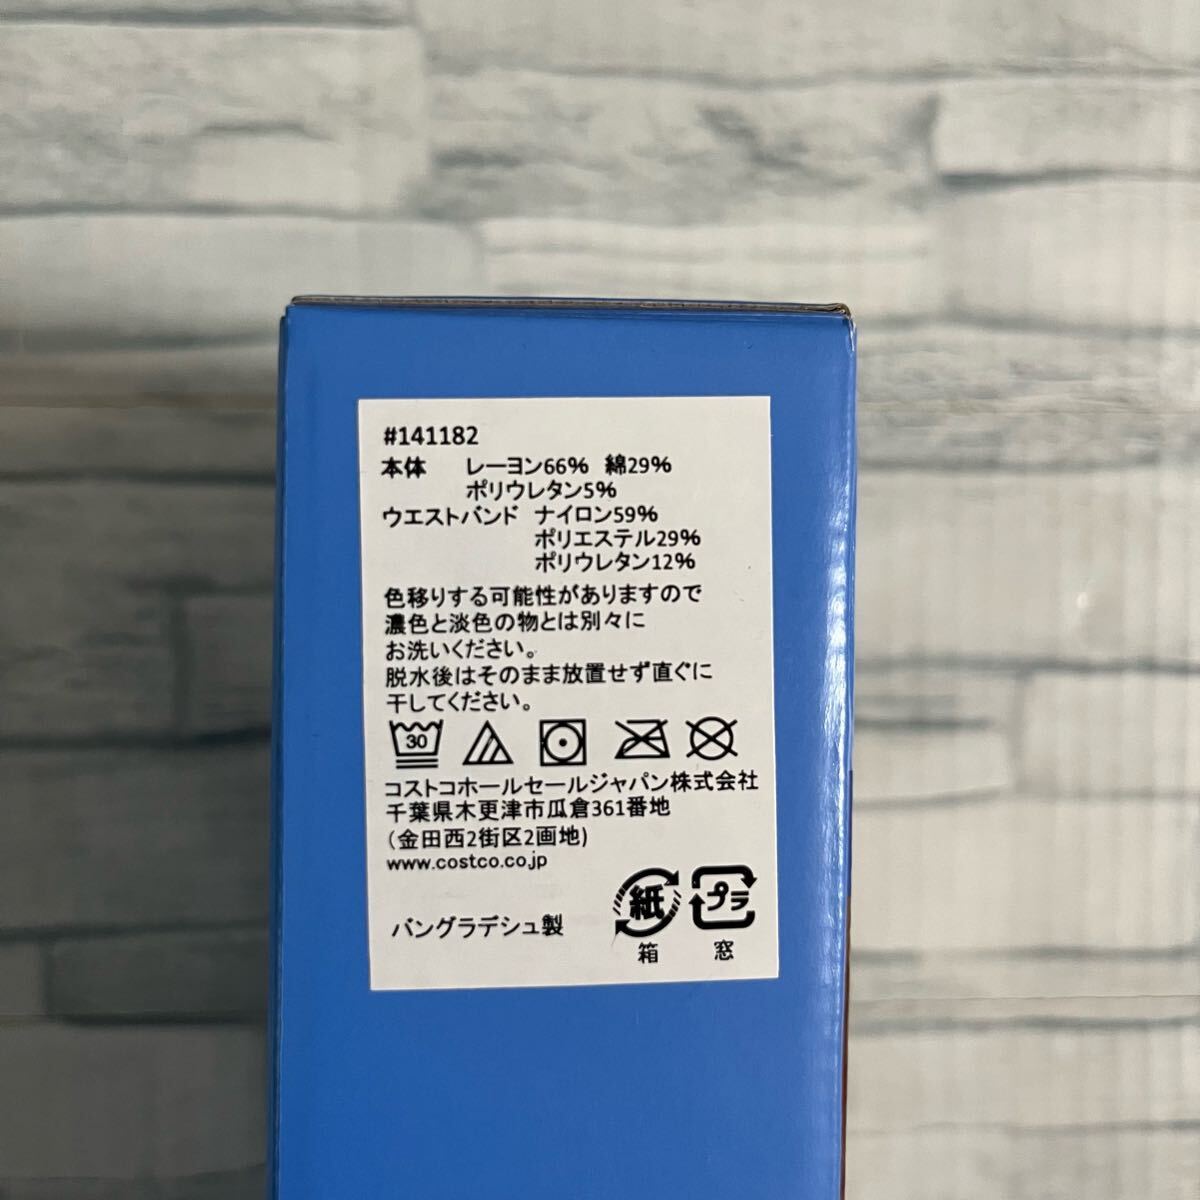 #141182
本体 レーヨン66% 綿29%
ポリウレタン5%
ウエストバンド ナイロン59%
ポリエステル29%
ポリウレタン12%
色移りする可能性がありますので
濃色と淡色の物とは別々に
お洗いください。
脱水後はそのまま放置せず直ぐに
干してください。
30
コストコホールセールジャパン株式会社
千葉県木更津市瓜倉361番地
(金田西2街区2画地)
www.costco.co.jp
バングラデシュ製
紙 プラ
箱 窓